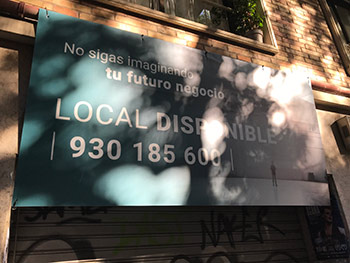 No sigas imaginando
tu futuro negocio
LOCAL DISPONIBLE
930 185 600